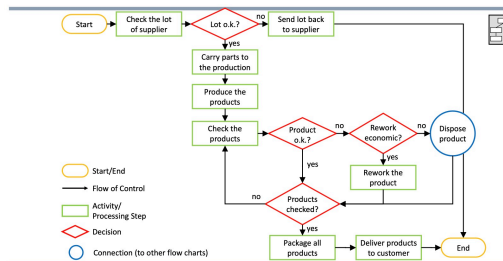 Start
Check the lot
of supplier
Lot o.k.?
no
Send lot back
to supplier
yes
Carry parts to
the production
Produce the
products
Check the
products
Product
o.k.?
no
Rework
economic?
no
Dispose
product
yes
yes
Rework the
product
Start/End
Flow of Control
no
Products
checked?
Activity/
Processing Step
yes
Decision
Package all
products
Deliver products
to customer
End
Connection (to other flow charts)